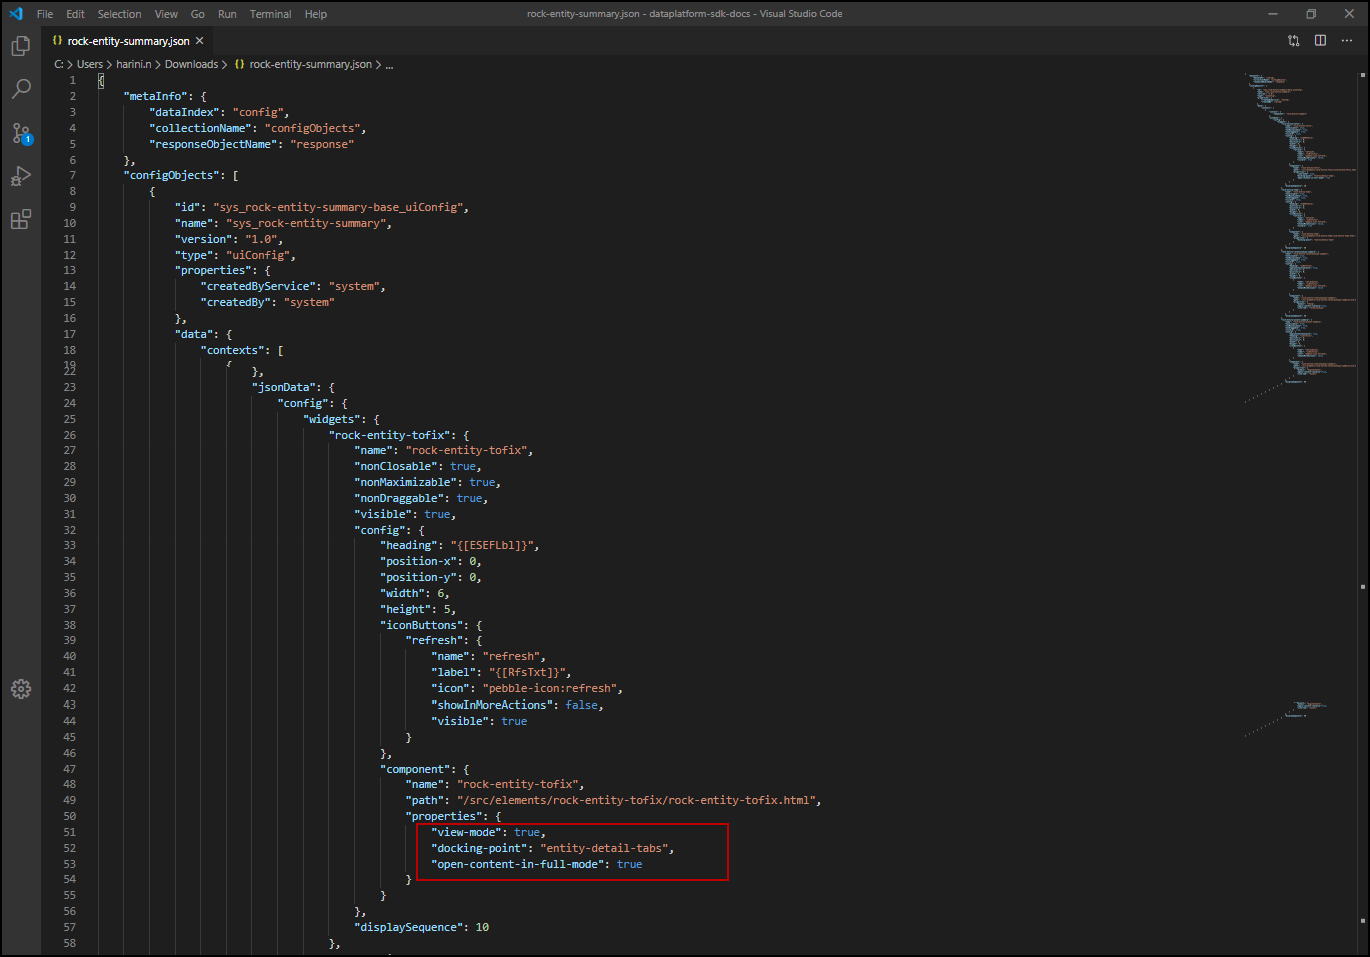 File Edit Selection View Go Run Terminal Help
rock-entity-summary.json - dataplatform-sdk-docs - Visual Studio Code
{} rock-entity-summary.json ×
C: > Users > harini.n > Downloads > {} rock-entity-summary.json > ...
1
1 {
2 "metaInfo": {
3 "dataIndex": "config",
4 "collectionName": "configObjects",
5 "responseObjectName": "response"
6 },
7 "configObjects": [
8 {
9 "id": "sys_rock-entity-summary-base_uiConfig",
10 "name": "sys_rock-entity-summary",
11 "version": "1.0",
12 "type": "uiConfig",
13 "properties": {
14 "createdByService": "system",
15 "createdBy": "system"
16 },
17 "data": {
18 "contexts": [
19 {
22 },
23 "jsonData": {
24 "config": {
25 "widgets": {
26 "rock-entity-tofix": {
27 "name": "rock-entity-tofix",
28 "nonClosable": true,
29 "nonMaximizable": true,
30 "nonDraggable": true,
31 "visible": true,
32 "config": {
33 "heading": "{[ESEFLbl]}",
34 "position-x": 0,
35 "position-y": 0,
36 "width": 6,
37 "height": 5,
38 "iconButtons": {
39 "refresh": {
40 "name": "refresh",
41 "label": "{[RfsTxt]}",
42 "icon": "pebble-icon:refresh",
43 "showInMoreActions": false,
44 "visible": true
45 }
46 },
47 "component": {
48 "name": "rock-entity-tofix",
49 "path": "/src/elements/rock-entity-tofix/rock-entity-tofix.html",
50 "properties": {
51 "view-mode": true,
52 "docking-point": "entity-detail-tabs",
53 "open-content-in-full-mode": true
54 }
55 }
56 },
57 "displaySequence": 10
58 },